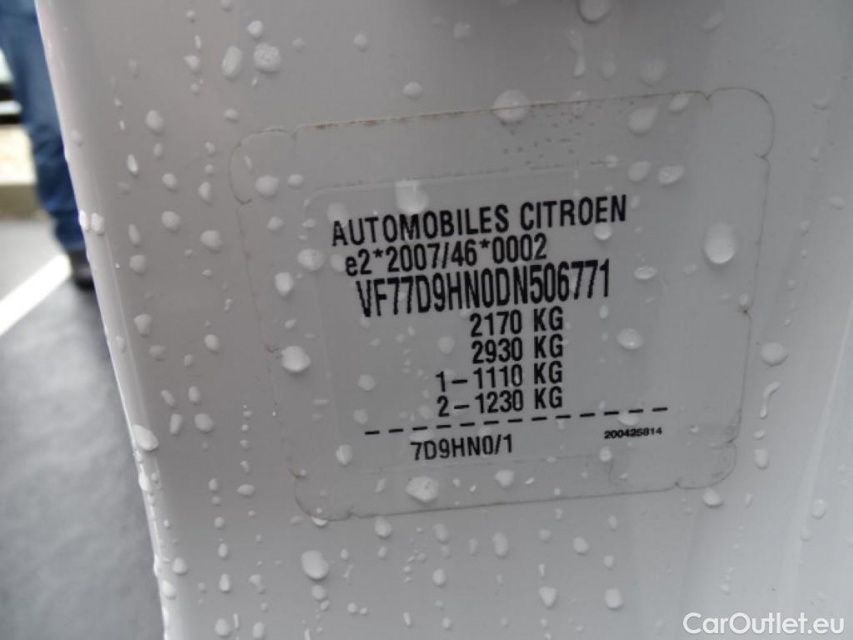 AUTOMOBILES CITROEN
e2*2007/46*0002
VF77D9HN0DN506771
2170 KG
2930 KG
1-1110 KG
2-1230 KG
7D9HN0/1
200425814
CarOutlet.eu